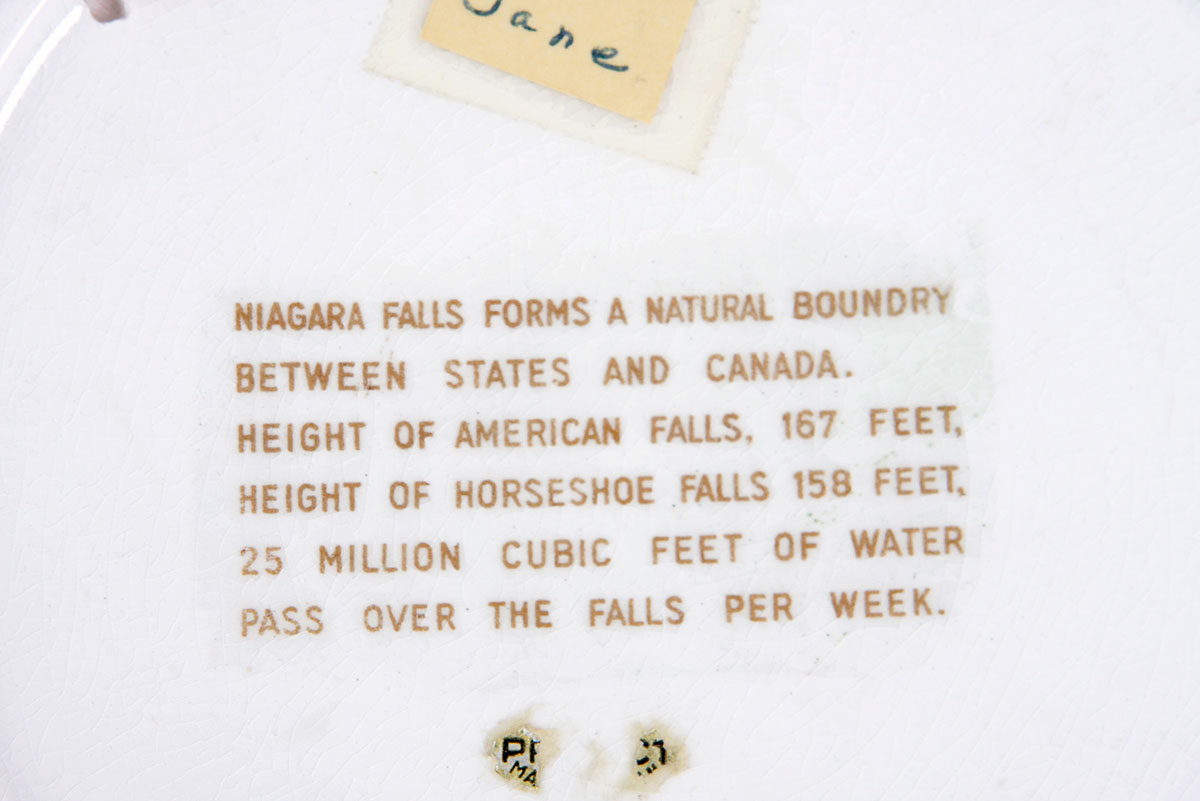 Jane
NIAGARA FALLS FORMS A NATURAL BOUNDRY
BETWEEN STATES AND CANADA.
HEIGHT OF AMERICAN FALLS, 167 FEET,
HEIGHT OF HORSESHOE FALLS 158 FEET,
25 MILLION CUBIC FEET OF WATER
PASS OVER THE FALLS PER WEEK.